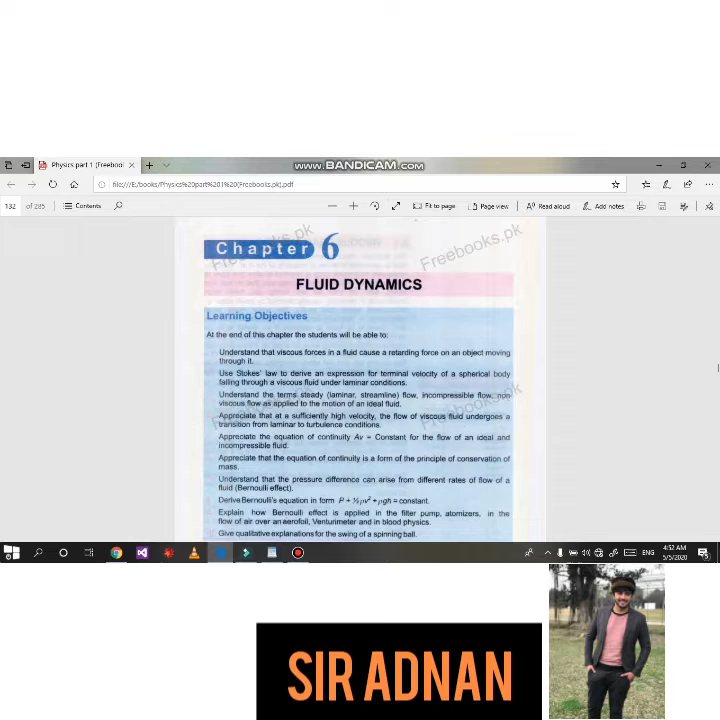 Physics part 1 (Freebool
www.BANDICAM.com
file:///E:/books/Physics%20part%201%20(Freebooks.pk).pdf
132 of 285 Contents Fit to page Page view Read aloud Add notes
Freebooks.pk Freebooks.pk
Chapter 6
FLUID DYNAMICS
Learning Objectives
At the end of this chapter the students will be able to:
Understand that viscous forces in a fluid cause a retarding force on an object moving
through it.
Use Stokes' law to derive an expression for terminal velocity of a spherical body
falling through a viscous fluid under laminar conditions.
Understand the terms steady (laminar, streamline) flow, incompressible flow, non
viscous flow as applied to the motion of an ideal fluid.
Appreciate that at a sufficiently high velocity, the flow of viscous fluid undergoes a
transition from laminar to turbulence conditions.
Appreciate the equation of continuity Av = Constant for the flow of an ideal and
incompressible fluid.
Appreciate that the equation of continuity is a form of the principle of conservation of
mass.
Understand that the pressure difference can arise from different rates of flow of a
fluid (Bernoulli effect).
Derive Bernoulli's equation in form P + ½ρv² + ρgh = constant.
Explain how Bernoulli effect is applied in the filter pump, atomizers, in the
flow of air over an aerofoil, Venturimeter and in blood physics.
Give qualitative explanations for the swing of a spinning ball.
Freebooks.pk Freebooks.pk
ENG
4:52 AM
5/5/2020
5
SIR ADNAN